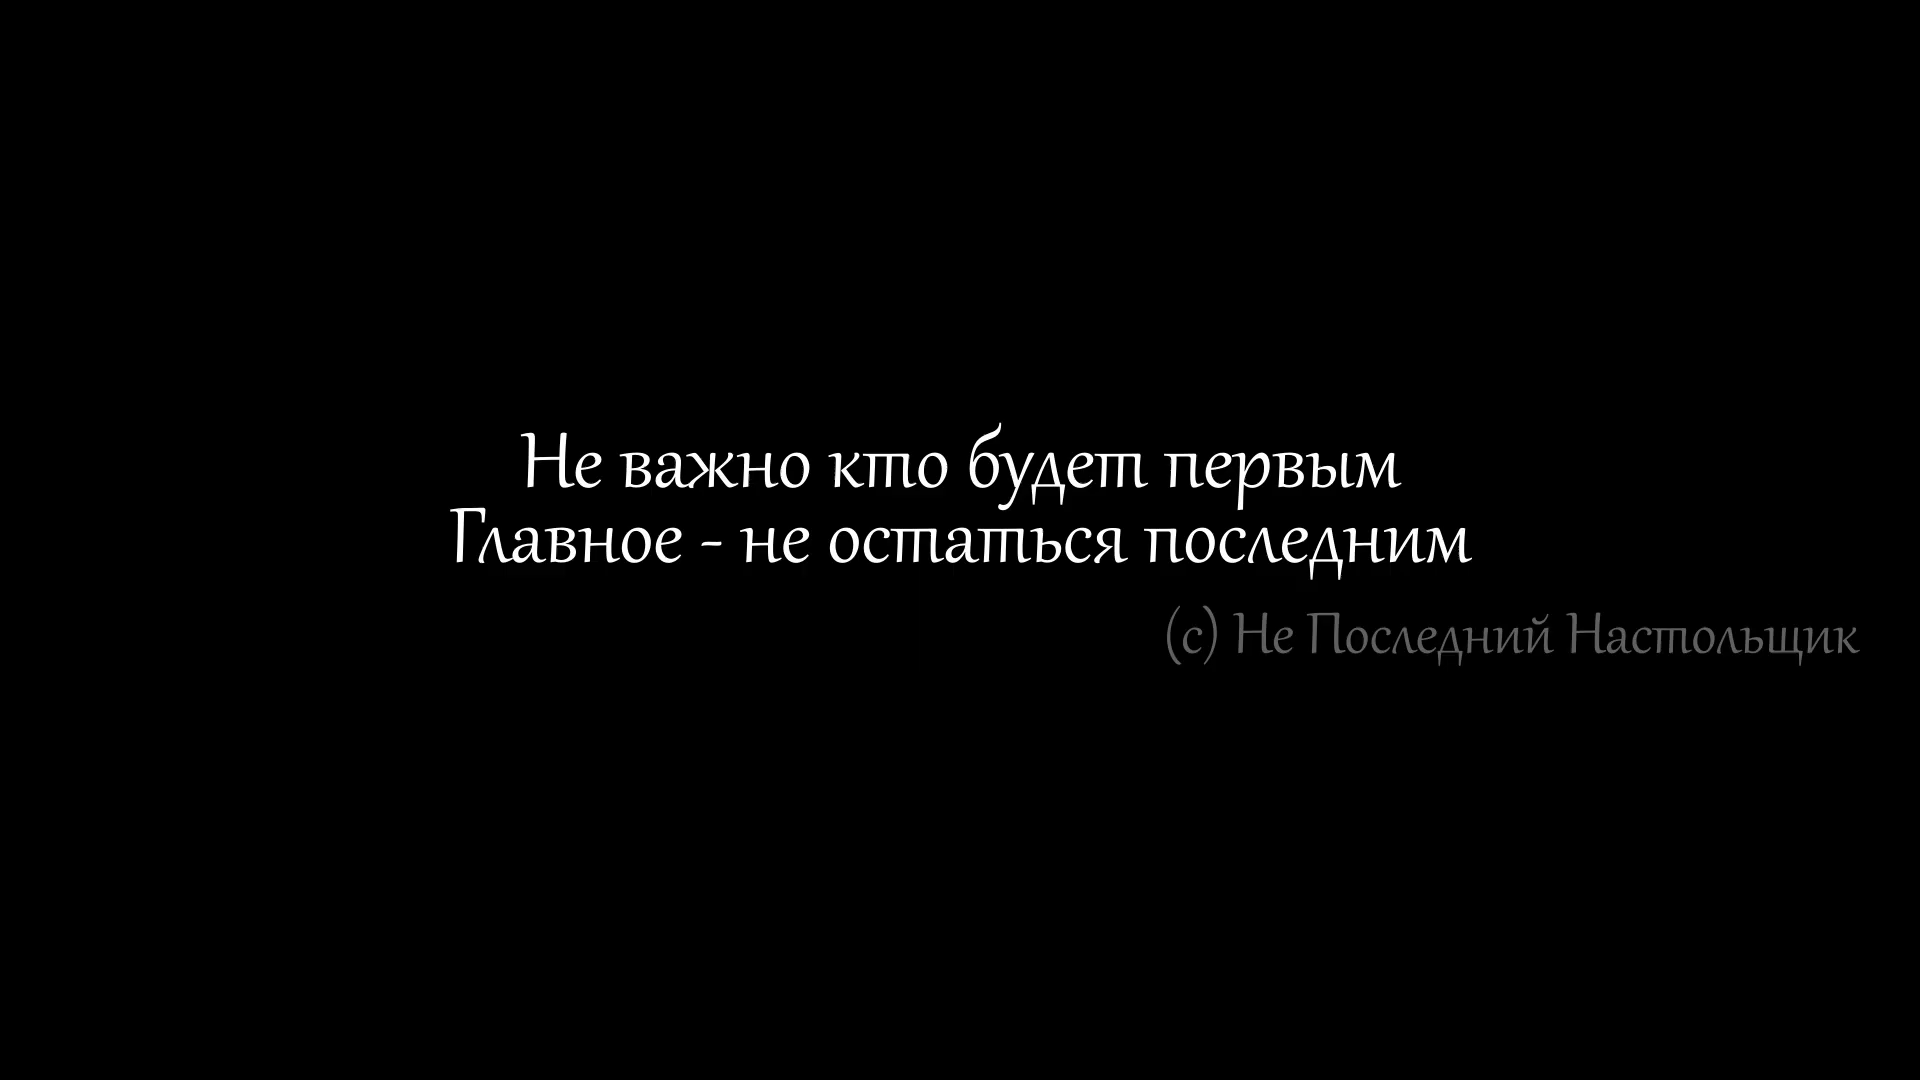 Не важно кто будет первым
Главное - не остаться последним
(с) Не Последний Настольщик